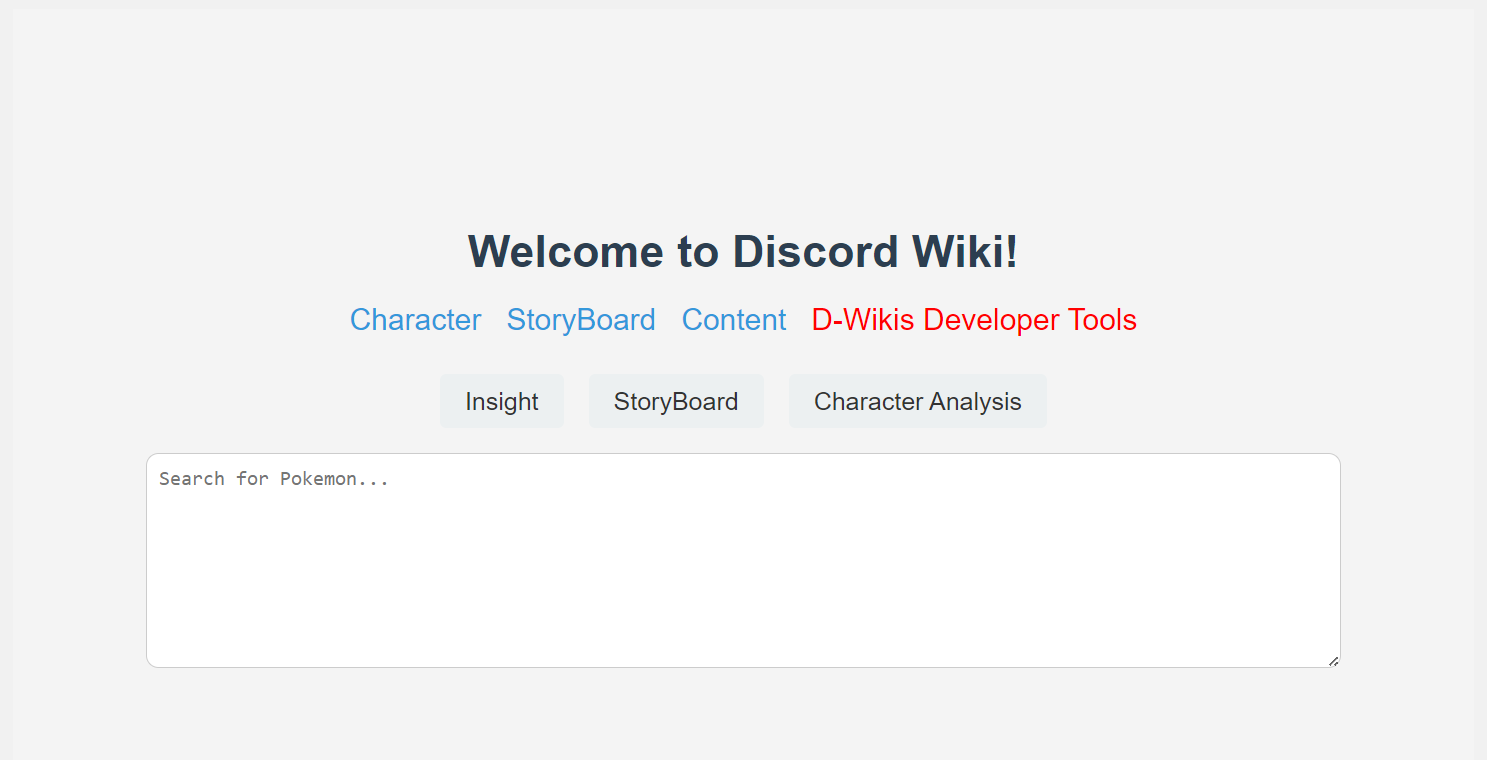 Welcome to Discord Wiki!
Character StoryBoard Content D-Wikis Developer Tools
Insight StoryBoard Character Analysis
Search for Pokemon...